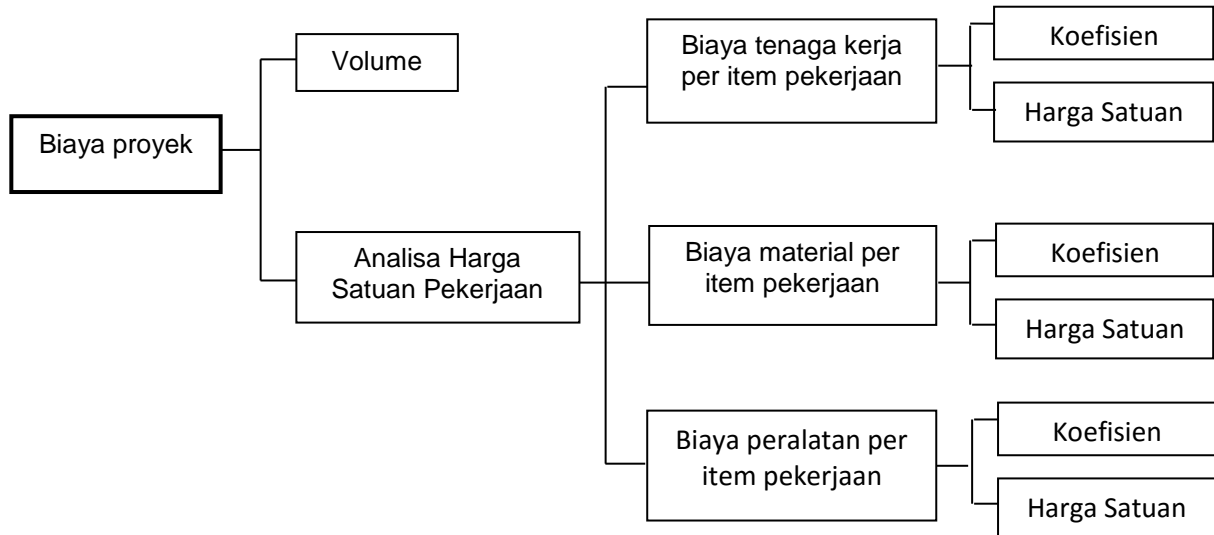 Biaya proyek
Volume
Analisa Harga
Satuan Pekerjaan
Biaya tenaga kerja
per item pekerjaan
Koefisien
Harga Satuan
Biaya material per
item pekerjaan
Koefisien
Harga Satuan
Biaya peralatan per
item pekerjaan
Koefisien
Harga Satuan